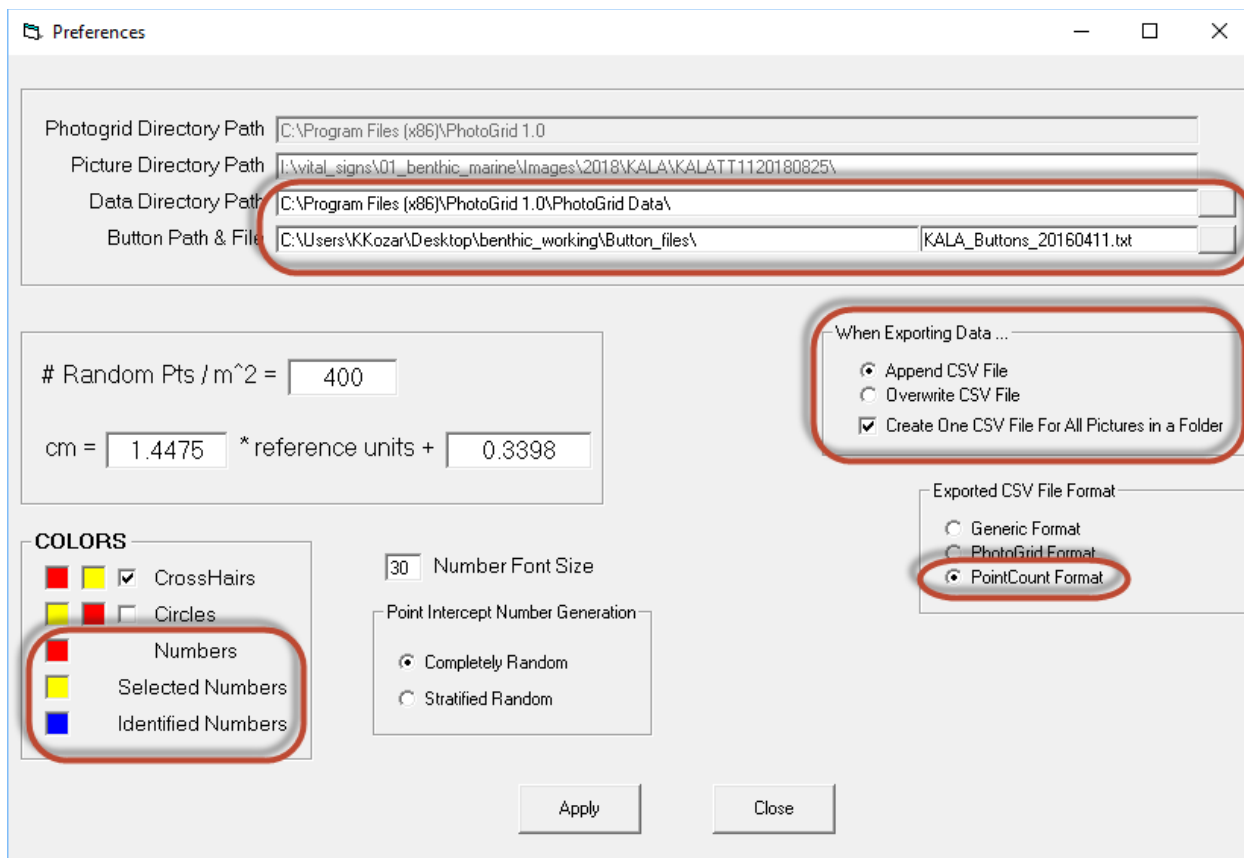 Preferences
Photogrid Directory Path C:\Program Files (x86)\PhotoGrid 1.0
Picture Directory Path I:\vital_signs\01_benthic_marine\Images\2018\KALA\KALATT1120180825\
Data Directory Path C:\Program Files (x86)\PhotoGrid 1.0\PhotoGrid Data\
Button Path & File C:\Users\KKozar\Desktop\benthic_working\Button_files\ KALA_Buttons_20160411.txt
# Random Pts / m^2 = 400
cm = 1.4475 * reference units + 0.3398
When Exporting Data ...
Append CSV File
Overwrite CSV File
Create One CSV File For All Pictures in a Folder
Exported CSV File Format
Generic Format
PhotoGrid Format
PointCount Format
COLORS
CrossHairs
Circles
Numbers
Selected Numbers
Identified Numbers
30 Number Font Size
Point Intercept Number Generation
Completely Random
Stratified Random
Apply
Close